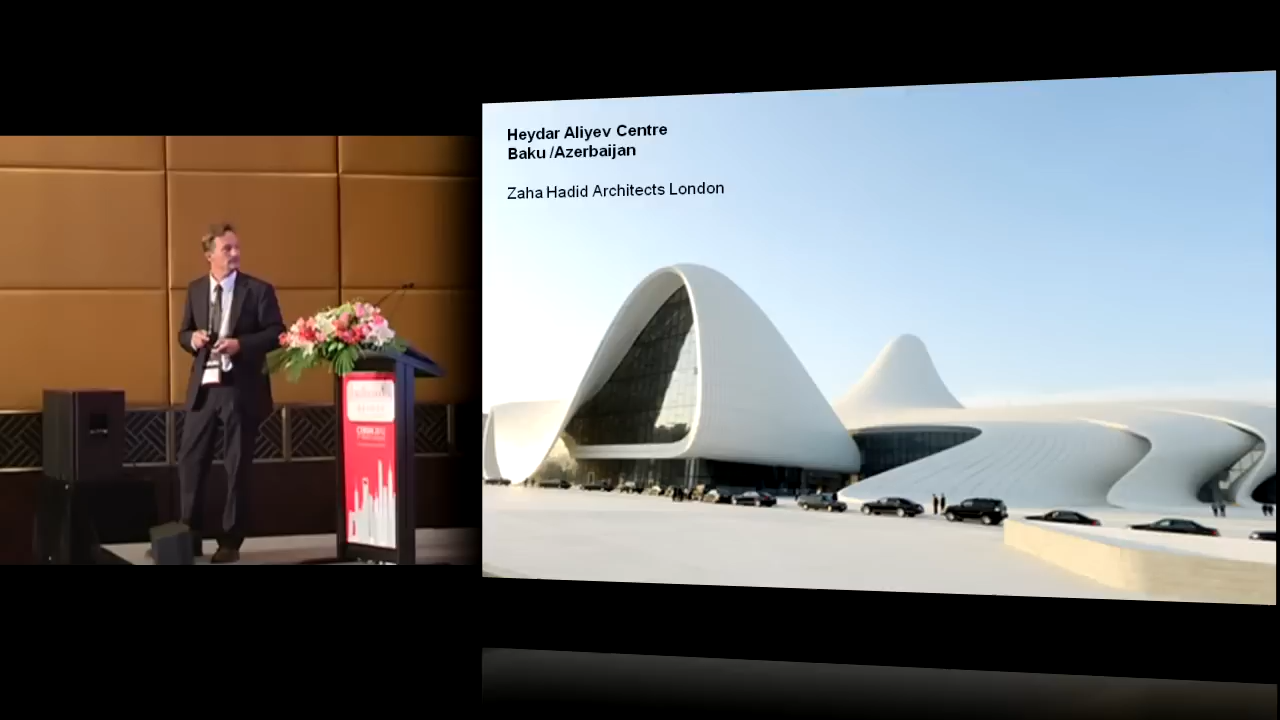 Heydar Aliyev Centre
Baku /Azerbaijan
Zaha Hadid Architects London